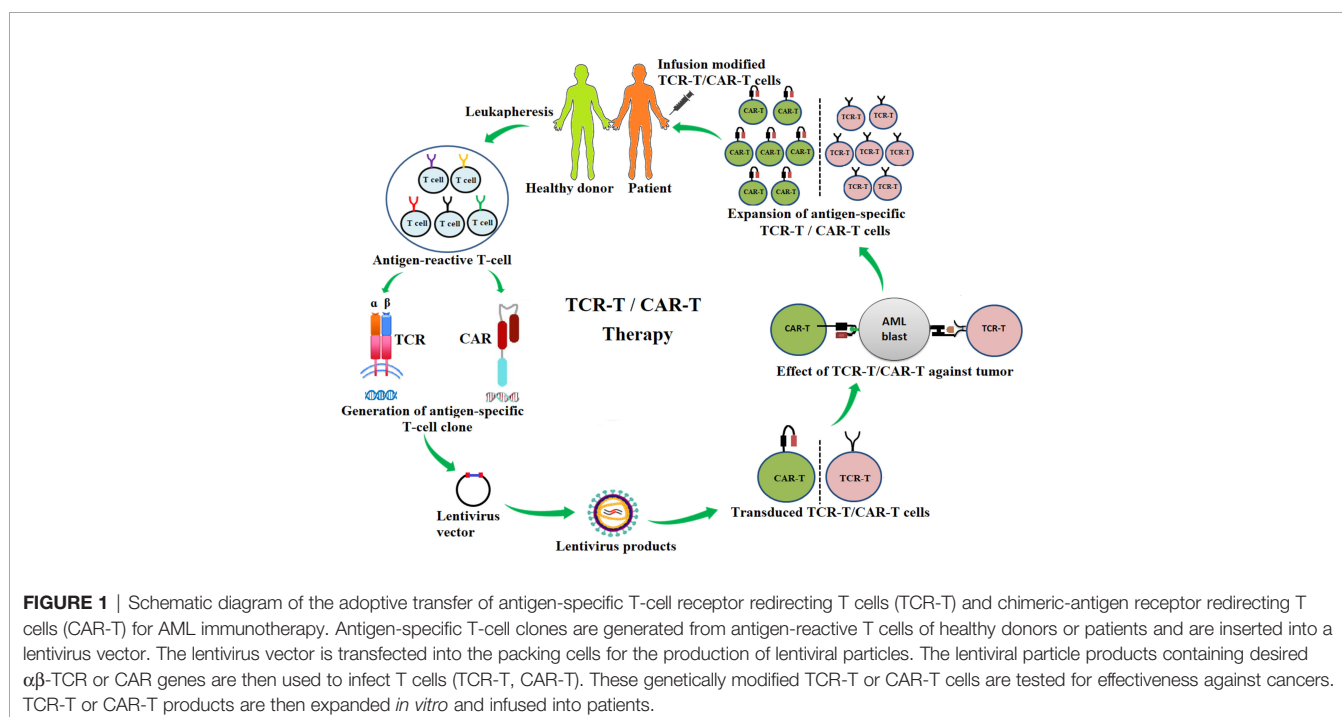 Infusion modified
TCR-T/CAR-T cells
Leukapheresis
Healthy donor Patient
CAR-T CAR-T
CAR-T CAR-T CAR-T
CAR-T CAR-T
TCR-T TCR-T
TCR-T TCR-T TCR-T
TCR-T TCR-T
Expansion of antigen-specific
TCR-T / CAR-T cells
T cell T cell
T cell T cell T cell
Antigen-reactive T-cell
α β
TCR
CAR
Generation of antigen-specific
T-cell clone
TCR-T / CAR-T
Therapy
CAR-T
AML
blast
TCR-T
Effect of TCR-T/CAR-T against tumor
Lentivirus
vector
Lentivirus products
CAR-T
TCR-T
Transduced TCR-T/CAR-T cells
FIGURE 1 | Schematic diagram of the adoptive transfer of antigen-specific T-cell receptor redirecting T cells (TCR-T) and chimeric-antigen receptor redirecting T
cells (CAR-T) for AML immunotherapy. Antigen-specific T-cell clones are generated from antigen-reactive T cells of healthy donors or patients and are inserted into a
lentivirus vector. The lentivirus vector is transfected into the packing cells for the production of lentiviral particles. The lentiviral particle products containing desired
αβ-TCR or CAR genes are then used to infect T cells (TCR-T, CAR-T). These genetically modified TCR-T or CAR-T cells are tested for effectiveness against cancers.
TCR-T or CAR-T products are then expanded in vitro and infused into patients.